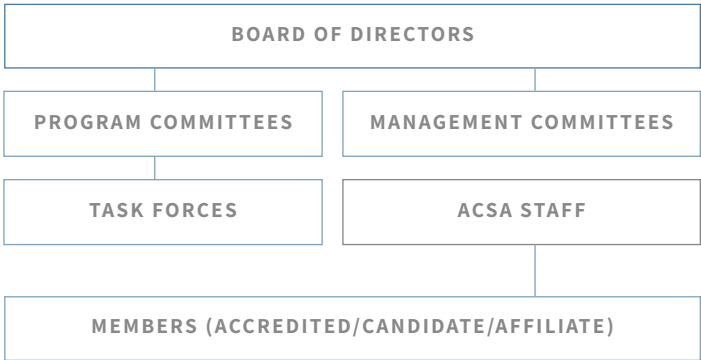 BOARD OF DIRECTORS
PROGRAM COMMITTEES
MANAGEMENT COMMITTEES
TASK FORCES
ACSA STAFF
MEMBERS (ACCREDITED/CANDIDATE/AFFILIATE)